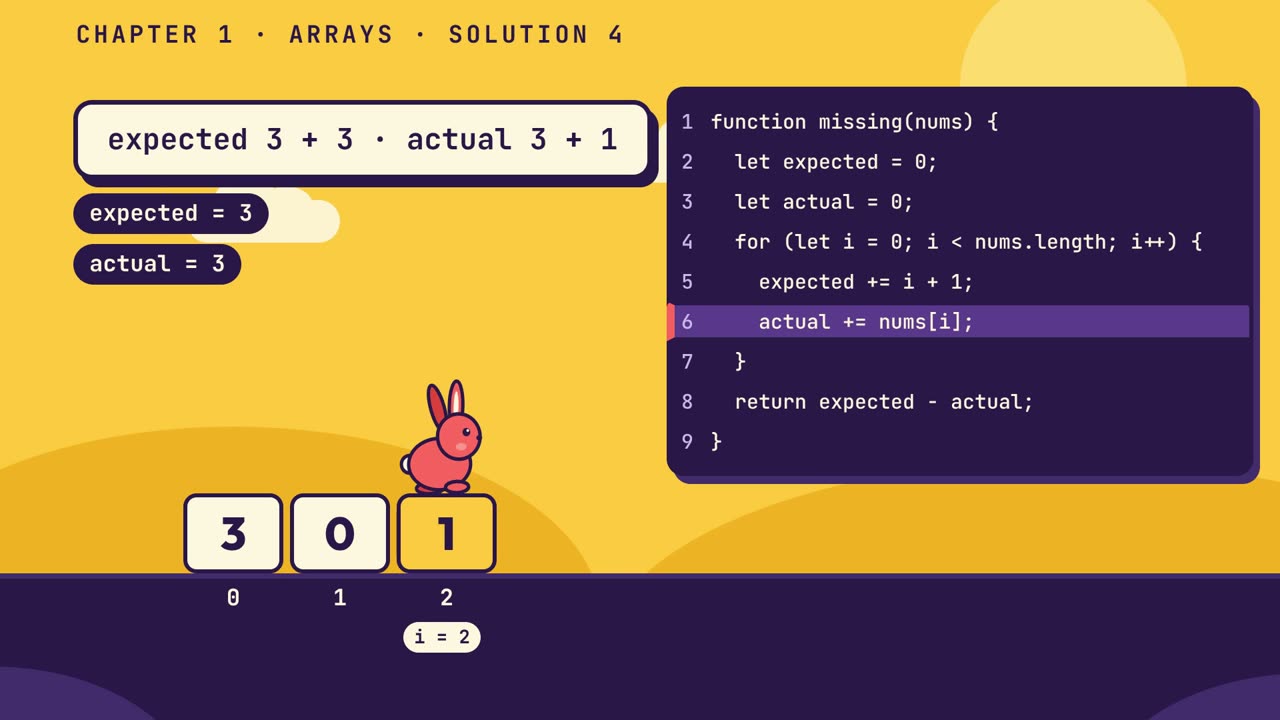 CHAPTER 1 · ARRAYS · SOLUTION 4
expected 3 + 3 · actual 3 + 1
expected = 3
actual = 3
1 function missing(nums) {
2   let expected = 0;
3   let actual = 0;
4   for (let i = 0; i < nums.length; i++) {
5     expected += i + 1;
6     actual += nums[i];
7   }
8   return expected - actual;
9 }
3 0 1
0 1 2
i = 2